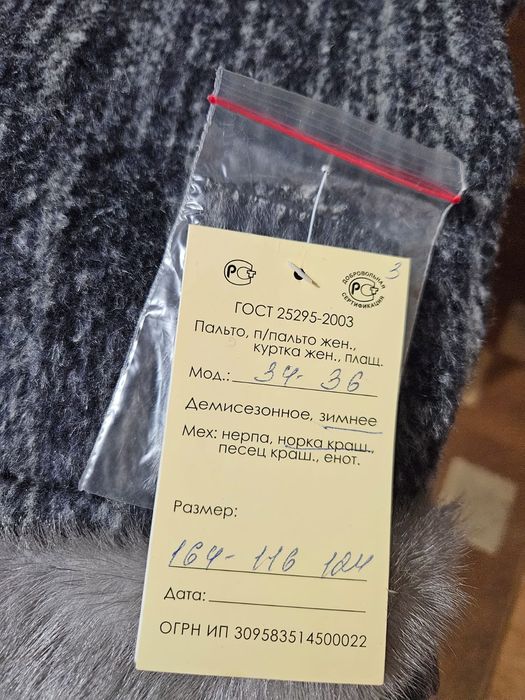 3
РС
ДОБРОВОЛЬНАЯ СЕРТИФИКАЦИЯ
ГОСТ 25295-2003
Пальто, п/пальто жен.,
куртка жен., плащ.
Мод.: 34-36
Демисезонное, зимнее
Мех: нерпа, норка краш.,
песец краш., енот.
Размер:
164-116 124
Дата:
ОГРН ИП 309583514500022